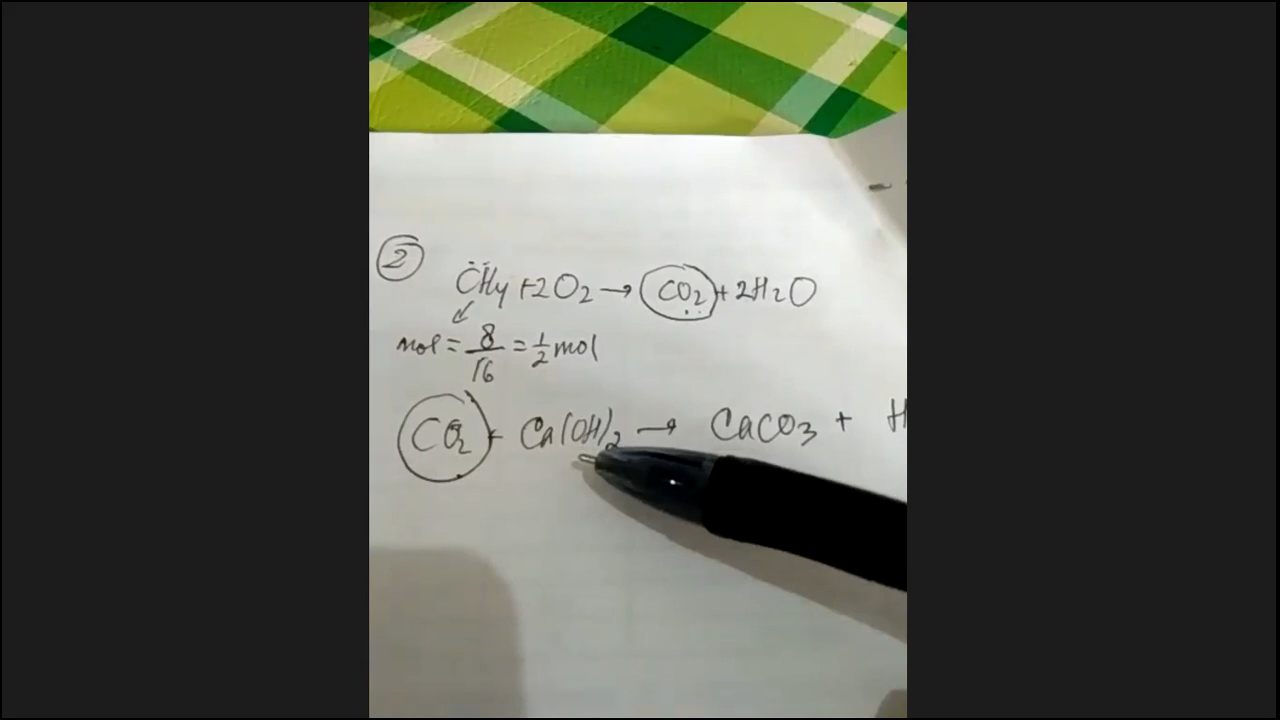 2
CH4 + 2O2 → CO2 + 2H2O
mol = 8/16 = 1/2 mol
CO2 + Ca(OH)2 → CaCO3 + H